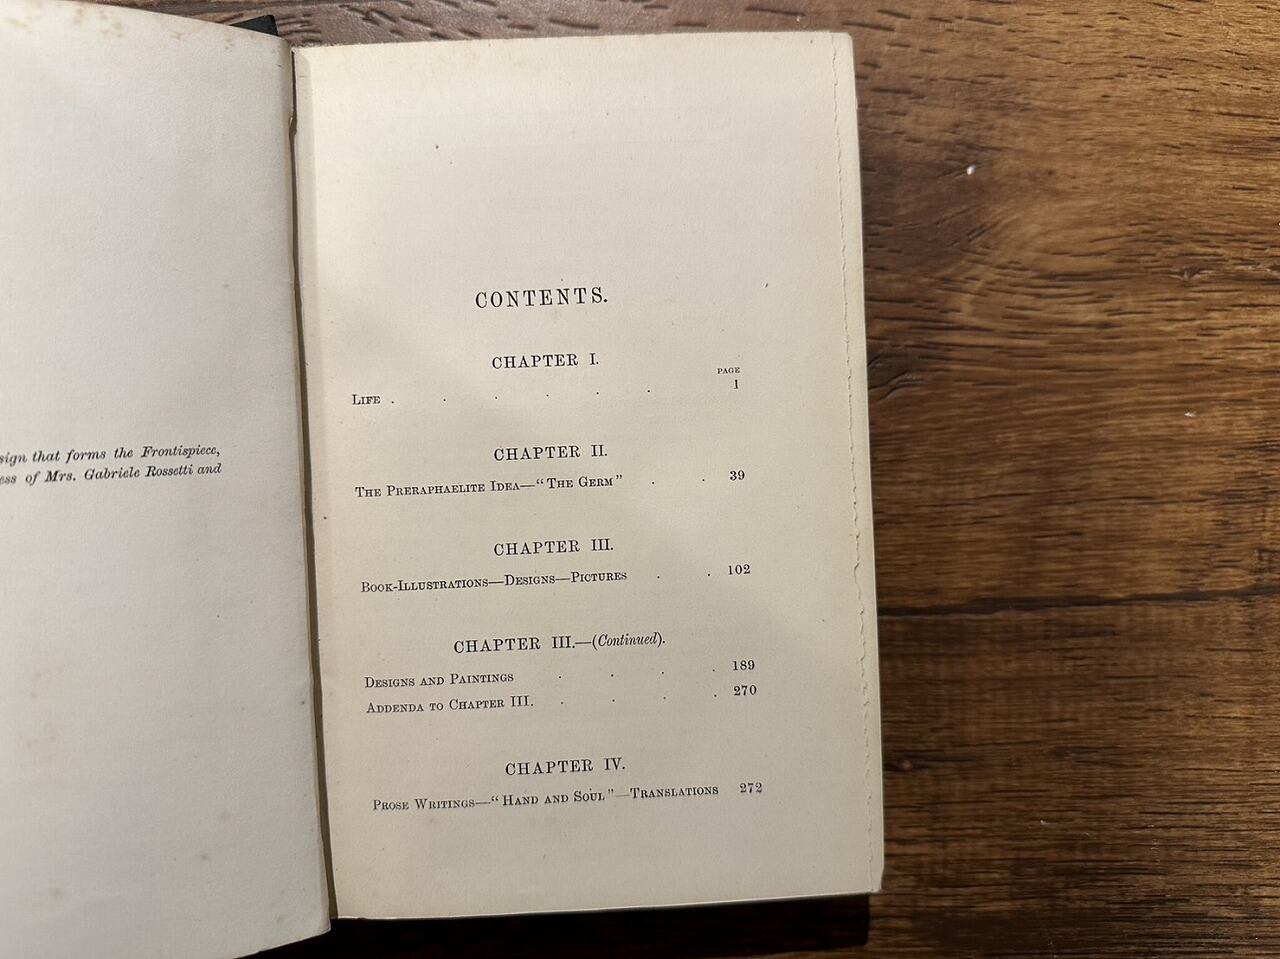 sign that forms the Frontispiece,
ess of Mrs. Gabriele Rossetti and
CONTENTS.
CHAPTER I.
PAGE
Life . . . . . . 1
CHAPTER II.
The Preraphaelite Idea—“The Germ” . . 39
CHAPTER III.
Book-Illustrations—Designs—Pictures . . 102
CHAPTER III.—(Continued).
Designs and Paintings . . . . 189
Addenda to Chapter III. . . . . 270
CHAPTER IV.
Prose Writings—“Hand and Soul”—Translations 272